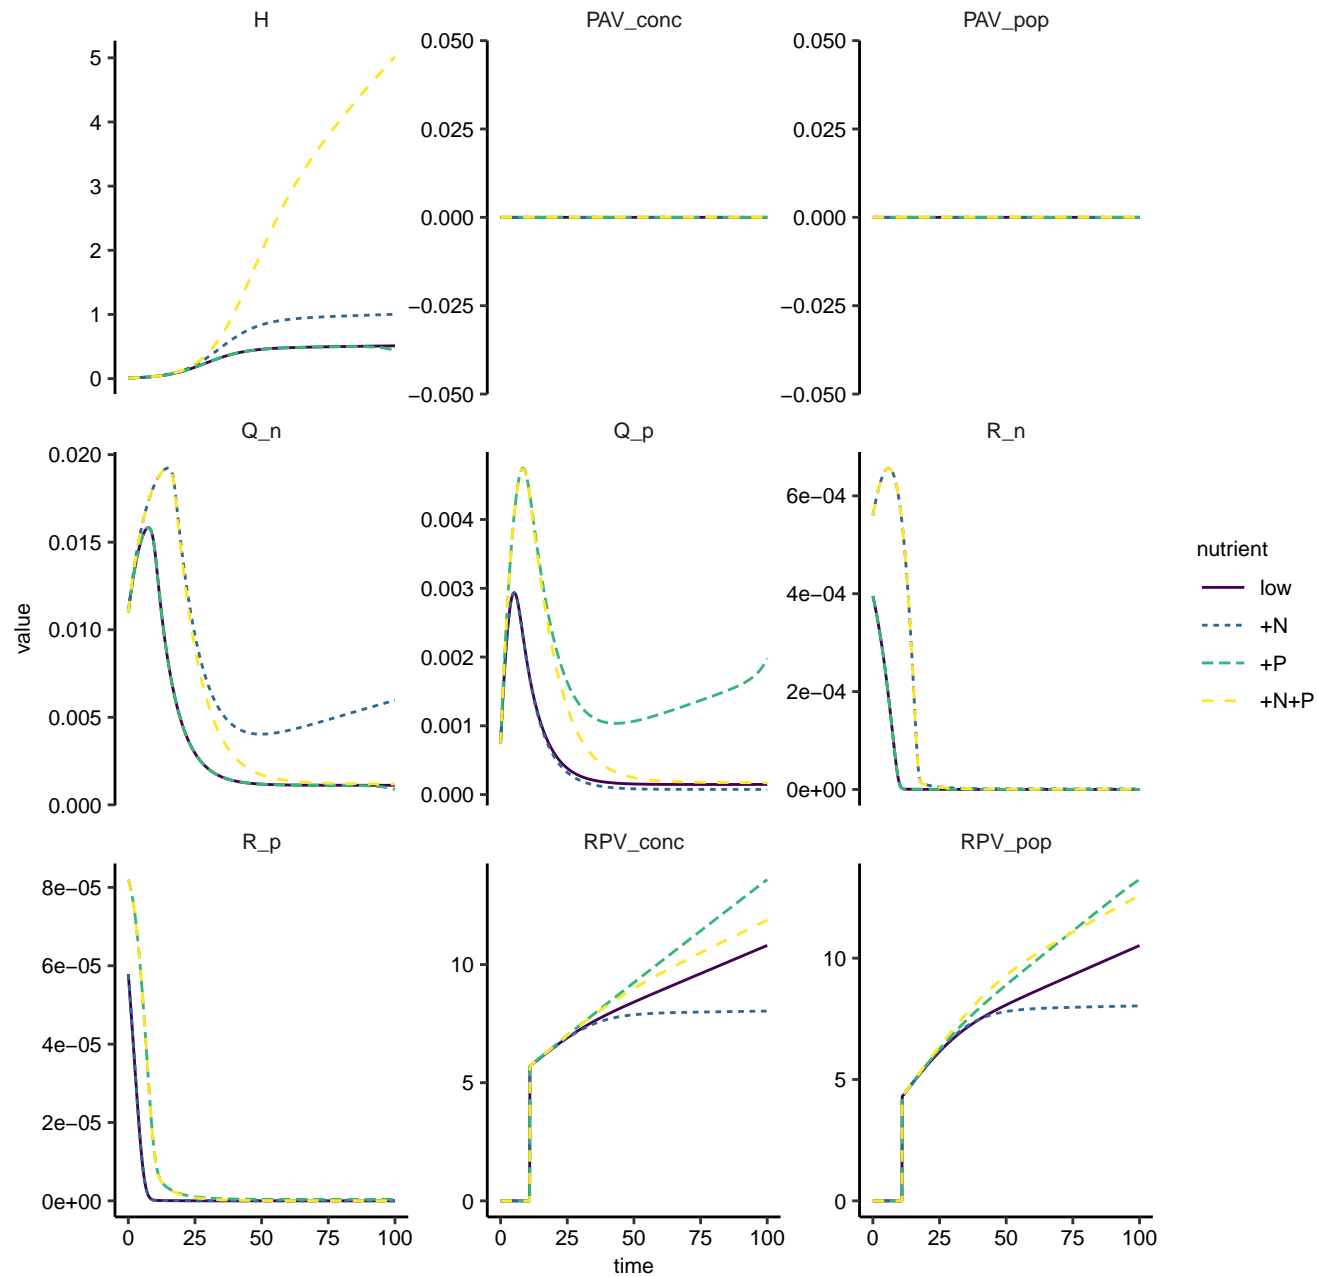 H
PAV_conc
PAV_pop
5
4
3
2
1
0
0.050
0.025
0.000
−0.025
−0.050
0.050
0.025
0.000
−0.025
−0.050
Q_n
Q_p
R_n
0.020
0.015
0.010
0.005
0.000
0.004
0.003
0.002
0.001
0.000
6e−04
4e−04
2e−04
0e+00
value
nutrient
low
+N
+P
+N+P
R_p
RPV_conc
RPV_pop
8e−05
6e−05
4e−05
2e−05
0e+00
10
5
0
10
5
0
0 25 50 75 100
0 25 50 75 100
0 25 50 75 100
time